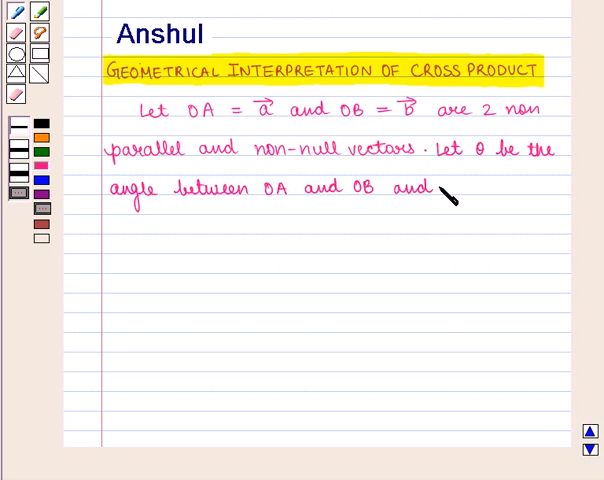 Anshul
GEOMETRICAL INTERPRETATION OF CROSS PRODUCT
Let OA = a⃗ and OB = b⃗ are 2 non
parallel and non-null vectors. Let θ be the
angle between OA and OB and